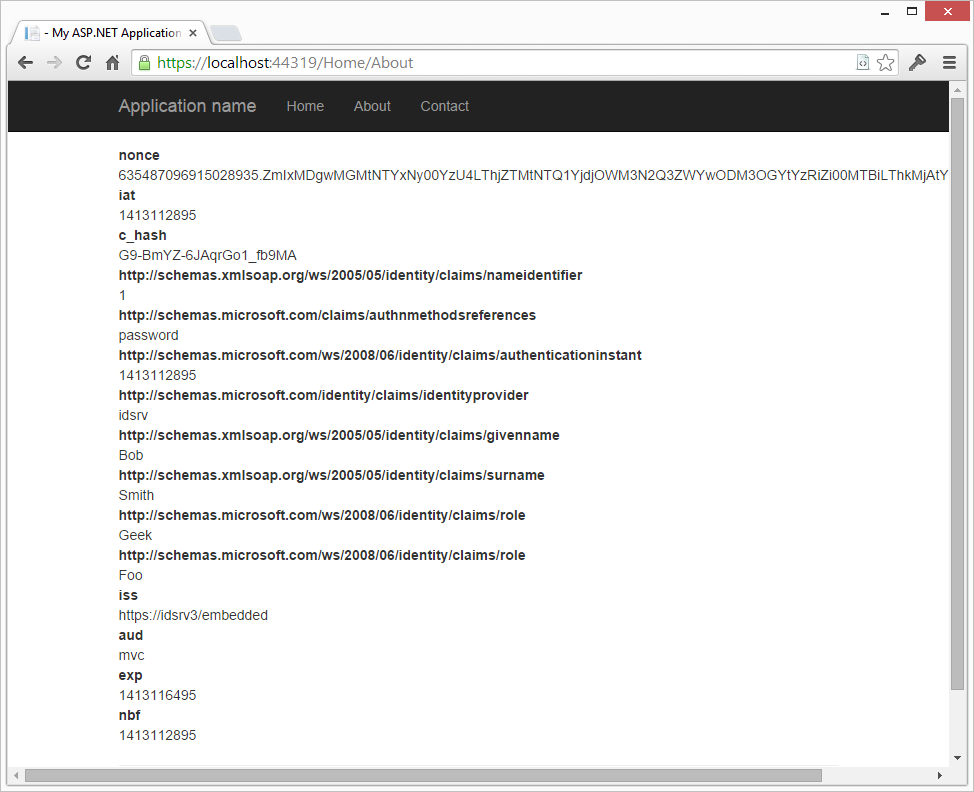 - My ASP.NET Application
https://localhost:44319/Home/About
Application name Home About Contact
nonce
635487096915028935.ZmIxMDgwMGMtNTYxNy00YzU4LThjZTMtNTQ1YjdjOWM3N2Q3ZWYwODM3OGYtYzRiZi00MTBiLThkMjAtY
iat
1413112895
c_hash
G9-BmYZ-6JAqrGo1_fb9MA
http://schemas.xmlsoap.org/ws/2005/05/identity/claims/nameidentifier
1
http://schemas.microsoft.com/claims/authnmethodsreferences
password
http://schemas.microsoft.com/ws/2008/06/identity/claims/authenticationinstant
1413112895
http://schemas.microsoft.com/identity/claims/identityprovider
idsrv
http://schemas.xmlsoap.org/ws/2005/05/identity/claims/givenname
Bob
http://schemas.xmlsoap.org/ws/2005/05/identity/claims/surname
Smith
http://schemas.microsoft.com/ws/2008/06/identity/claims/role
Geek
http://schemas.microsoft.com/ws/2008/06/identity/claims/role
Foo
iss
https://idsrv3/embedded
aud
mvc
exp
1413116495
nbf
1413112895